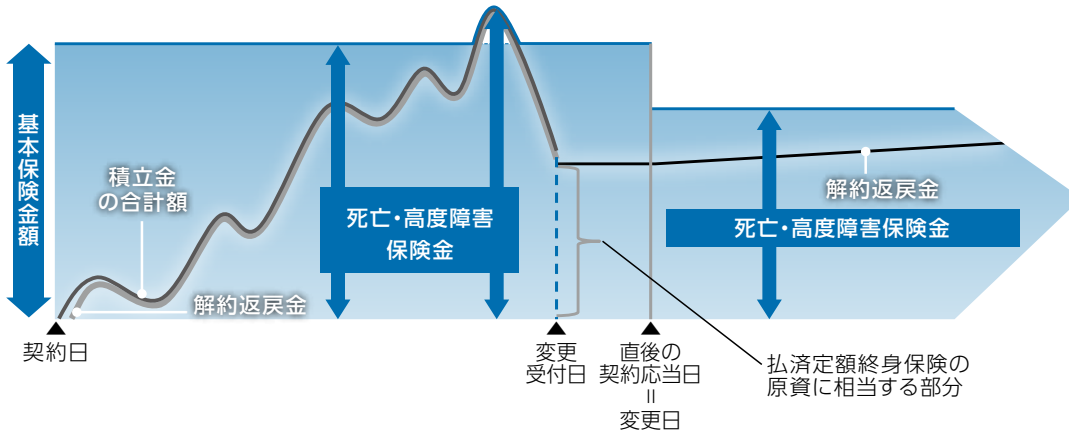 基本保険金額
積立金
の合計額
解約返戻金
死亡・高度障害
保険金
解約返戻金
死亡・高度障害保険金
契約日
変更
受付日
直後の
契約応当日
＝
変更日
払済定額終身保険の
原資に相当する部分